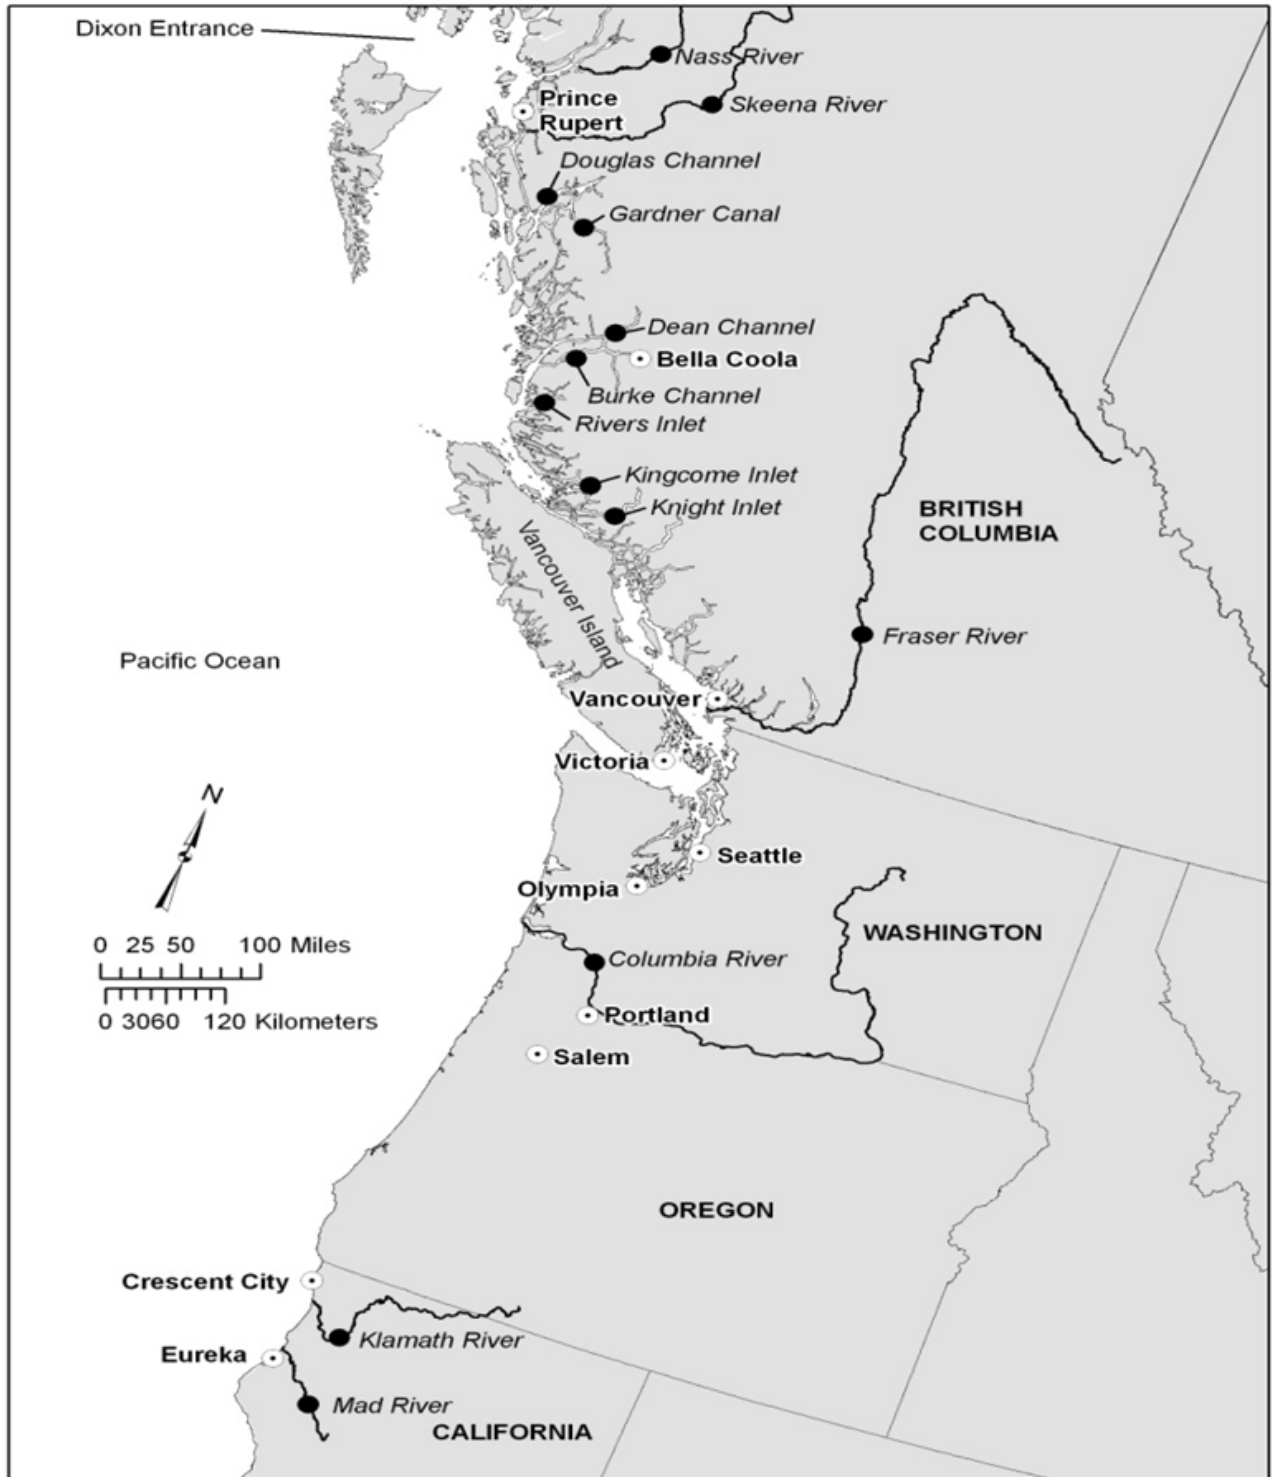 Dixon Entrance
Nass River
Prince
Rupert
Skeena River
Douglas Channel
Gardner Canal
Dean Channel
Bella Coola
Burke Channel
Rivers Inlet
Kingcome Inlet
Knight Inlet
BRITISH
COLUMBIA
Vancouver Island
Fraser River
Pacific Ocean
Vancouver
Victoria
N
Seattle
Olympia
WASHINGTON
0 25 50 100 Miles
Columbia River
Portland
0 3060 120 Kilometers
Salem
OREGON
Crescent City
Klamath River
Eureka
Mad River
CALIFORNIA